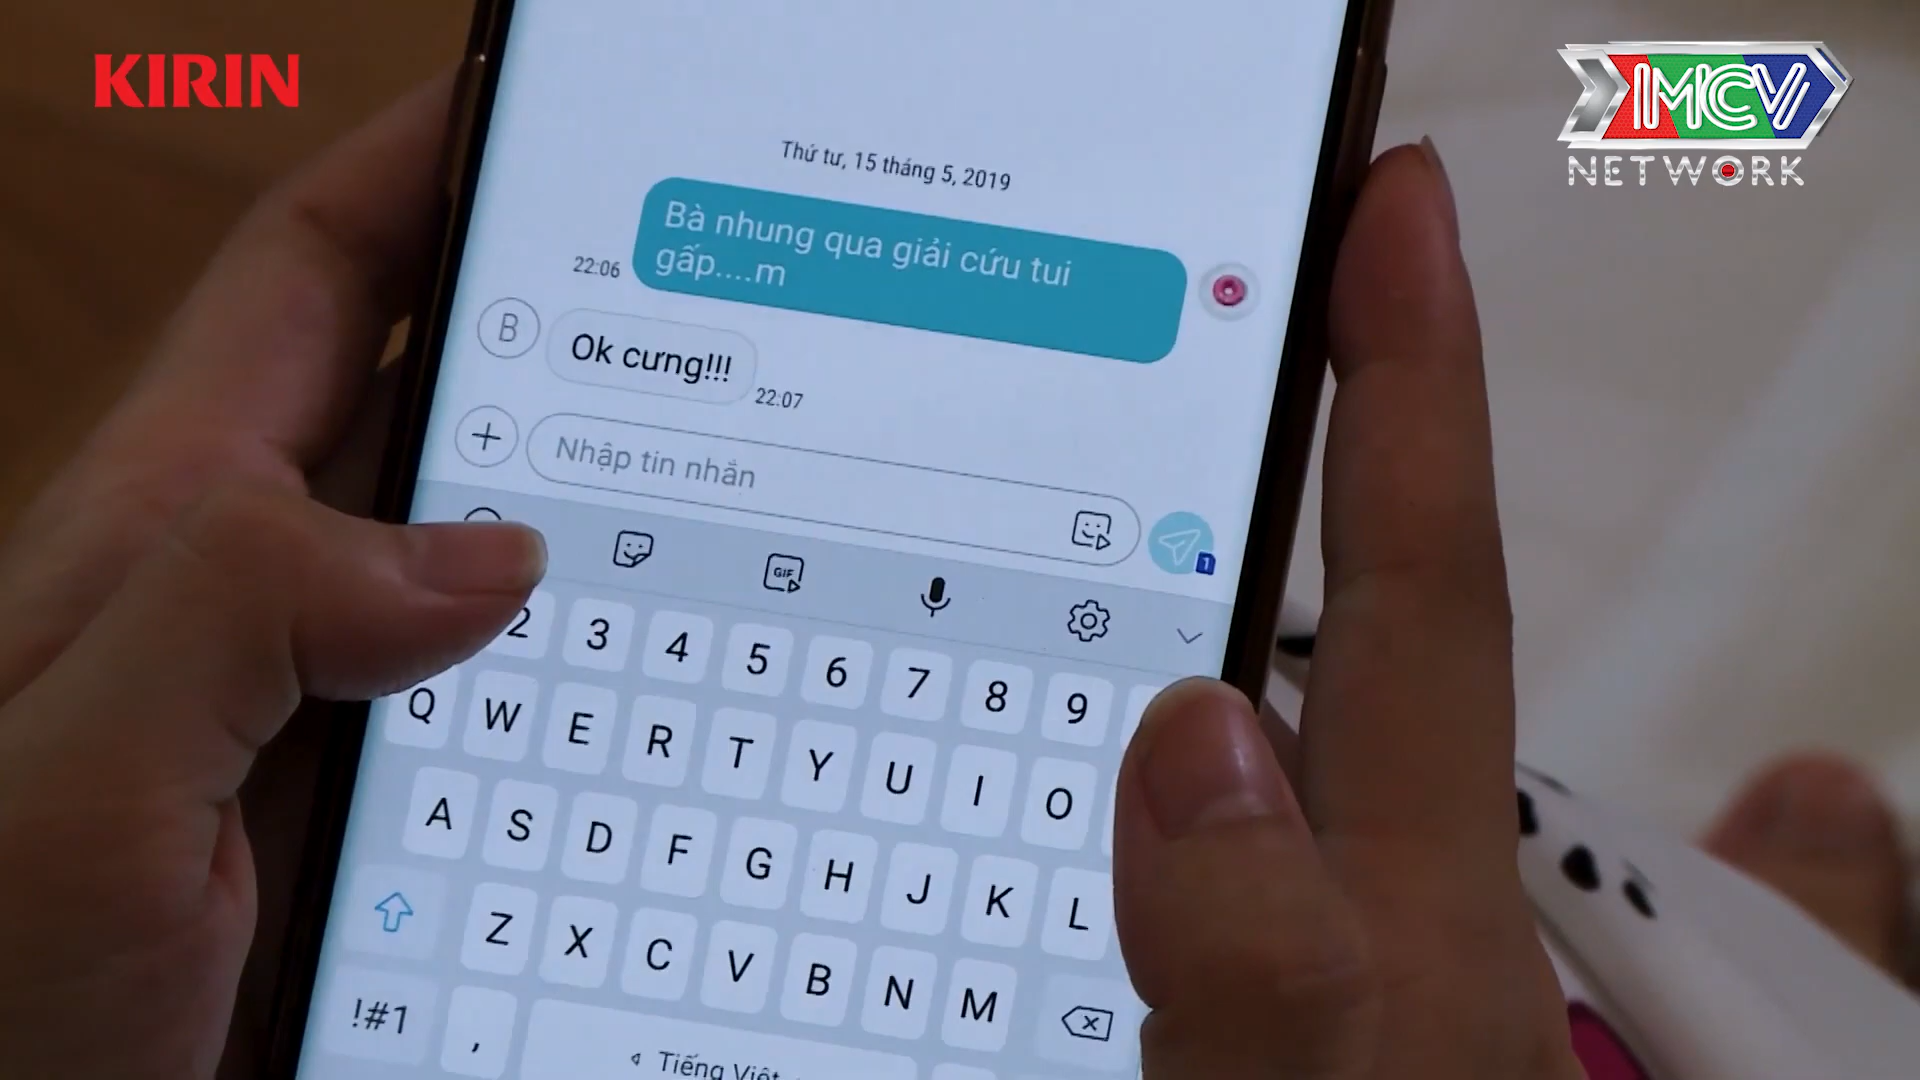 KIRIN
MCV
NETWORK
Thứ tư, 15 tháng 5, 2019
Bà nhung qua giải cứu tui
gấp....m
22:06
B
Ok cưng!!!
22:07
Nhập tin nhắn
1
GIF
2 3 4 5 6 7 8 9
Q W E R T Y U I O
A S D F G H J K L
Z X C V B N M
!#1 , Tiếng Việt